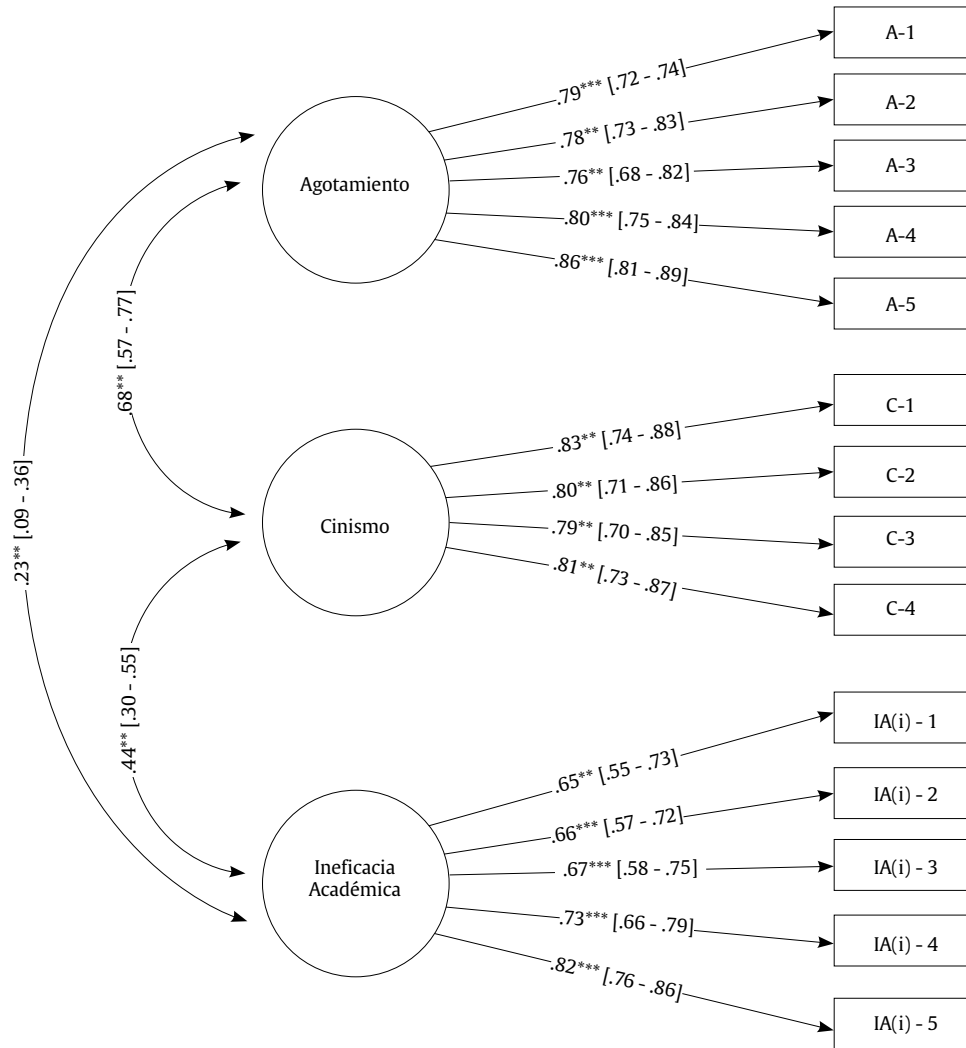 .79*** [.72 - .74]
A-1
.78** [.73 - .83]
A-2
Agotamiento
.76** [.68 - .82]
A-3
.80*** [.75 - .84]
A-4
.86*** [.81 - .89]
A-5
.68** [.57 - .77]
.83** [.74 - .88]
C-1
.80** [.71 - .86]
C-2
Cinismo
.79** [.70 - .85]
C-3
.81** [.73 - .87]
C-4
.23** [.09 - .36]
.44** [.30 - .55]
.65** [.55 - .73]
IA(i) - 1
.66*** [.57 - .72]
IA(i) - 2
Ineficacia
Académica
.67*** [.58 - .75]
IA(i) - 3
.73*** [.66 - .79]
IA(i) - 4
.82*** [.76 - .86]
IA(i) - 5